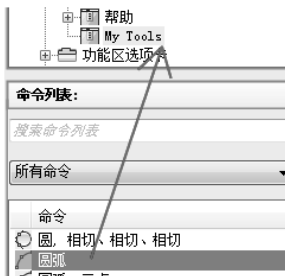 帮助
My Tools
功能区选项卡
命令列表:
搜索命令列表
所有命令
命令
圆, 相切、相切、相切
圆弧